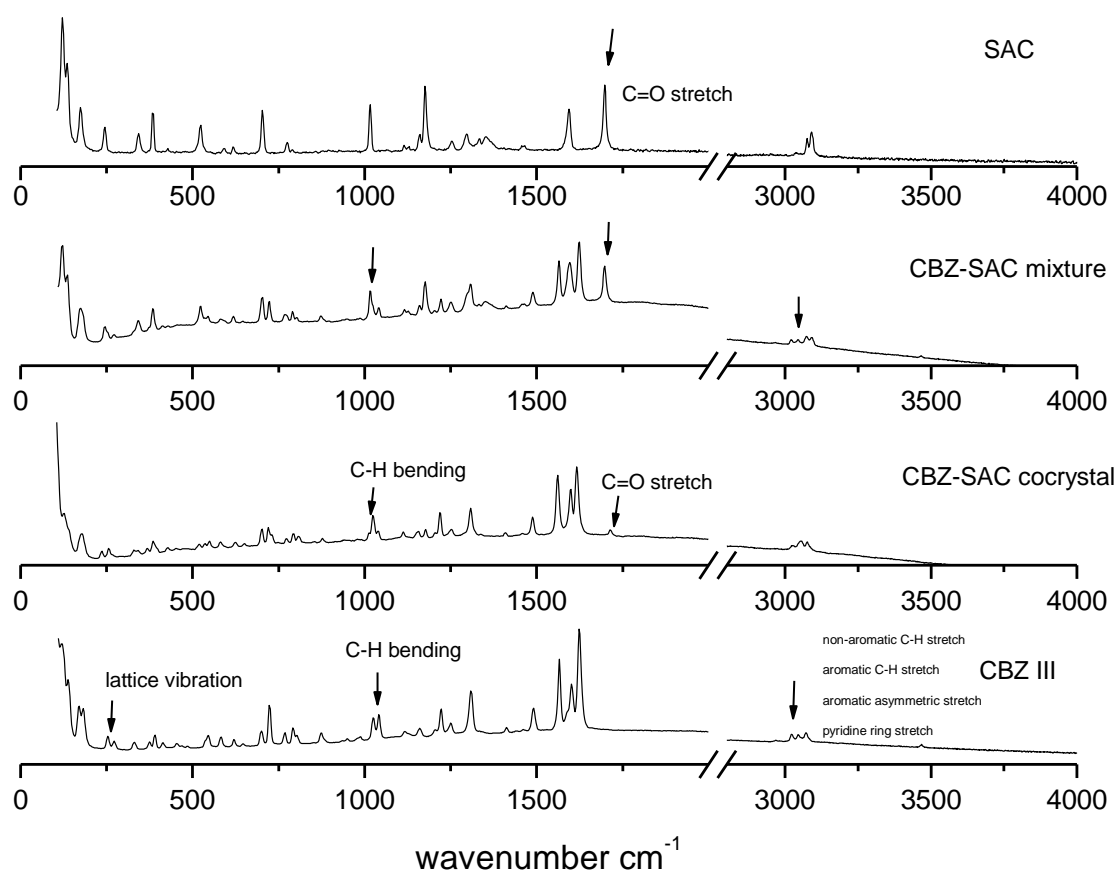 SAC
C=O stretch
0 500 1000 1500 3000 3500 4000
CBZ-SAC mixture
0 500 1000 1500 3000 3500 4000
CBZ-SAC cocrystal
C-H bending
C=O stretch
0 500 1000 1500 3000 3500 4000
non-aromatic C-H stretch
C-H bending
aromatic C-H stretch
CBZ III
lattice vibration
aromatic asymmetric stretch
pyridine ring stretch
0 500 1000 1500 3000 3500 4000
wavenumber cm-1